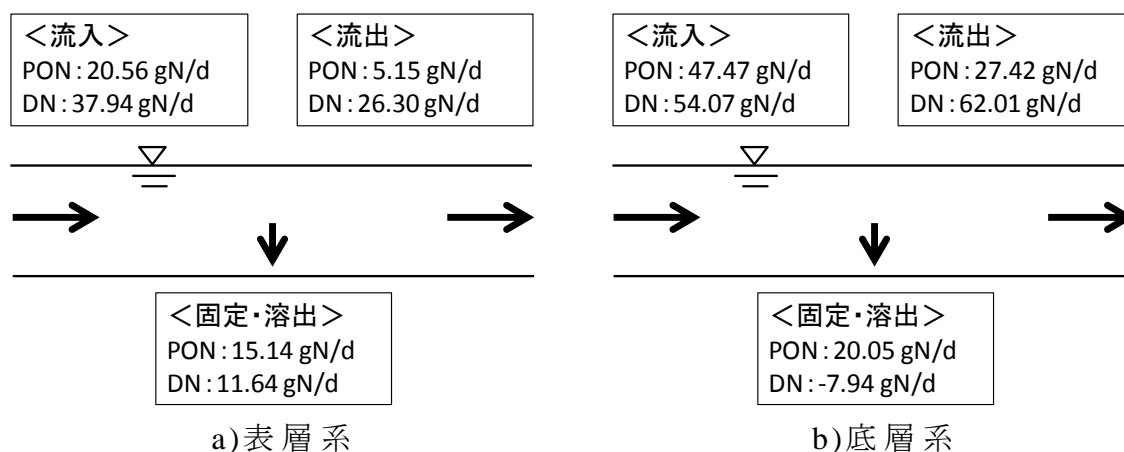 <流入>
PON:20.56 gN/d
DN:37.94 gN/d
<流出>
PON:5.15 gN/d
DN:26.30 gN/d
<固定・溶出>
PON:15.14 gN/d
DN:11.64 gN/d
a)表層系
<流入>
PON:47.47 gN/d
DN:54.07 gN/d
<流出>
PON:27.42 gN/d
DN:62.01 gN/d
<固定・溶出>
PON:20.05 gN/d
DN:-7.94 gN/d
b)底層系